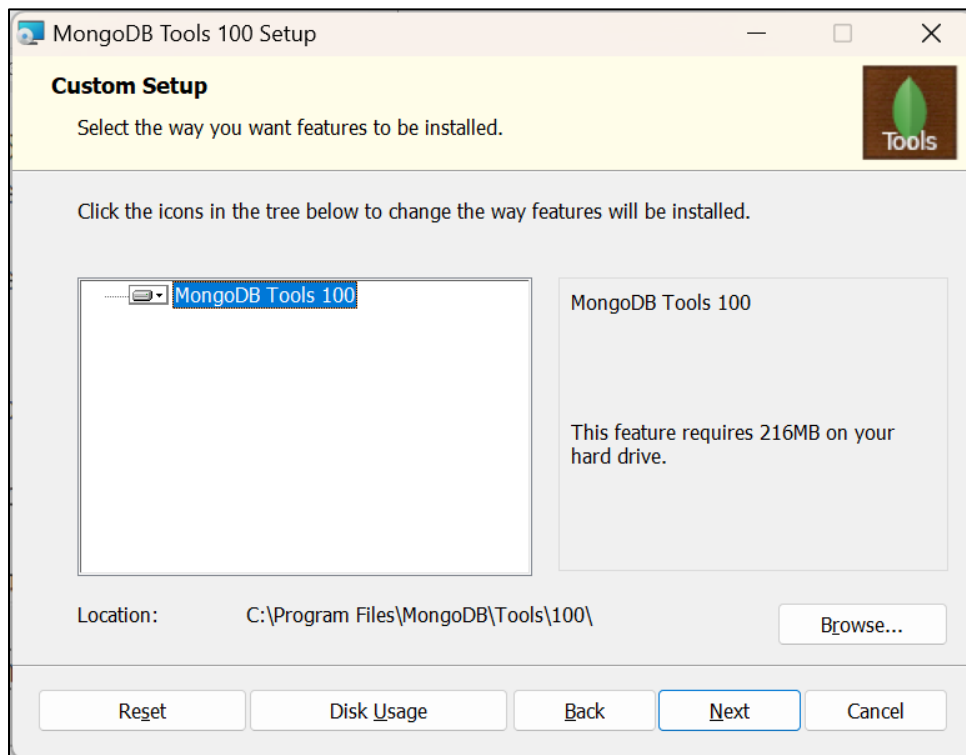 MongoDB Tools 100 Setup
Custom Setup
Select the way you want features to be installed.
Tools
Click the icons in the tree below to change the way features will be installed.
MongoDB Tools 100
MongoDB Tools 100
This feature requires 216MB on your
hard drive.
Location: C:\Program Files\MongoDB\Tools\100\
Browse...
Reset Disk Usage Back Next Cancel